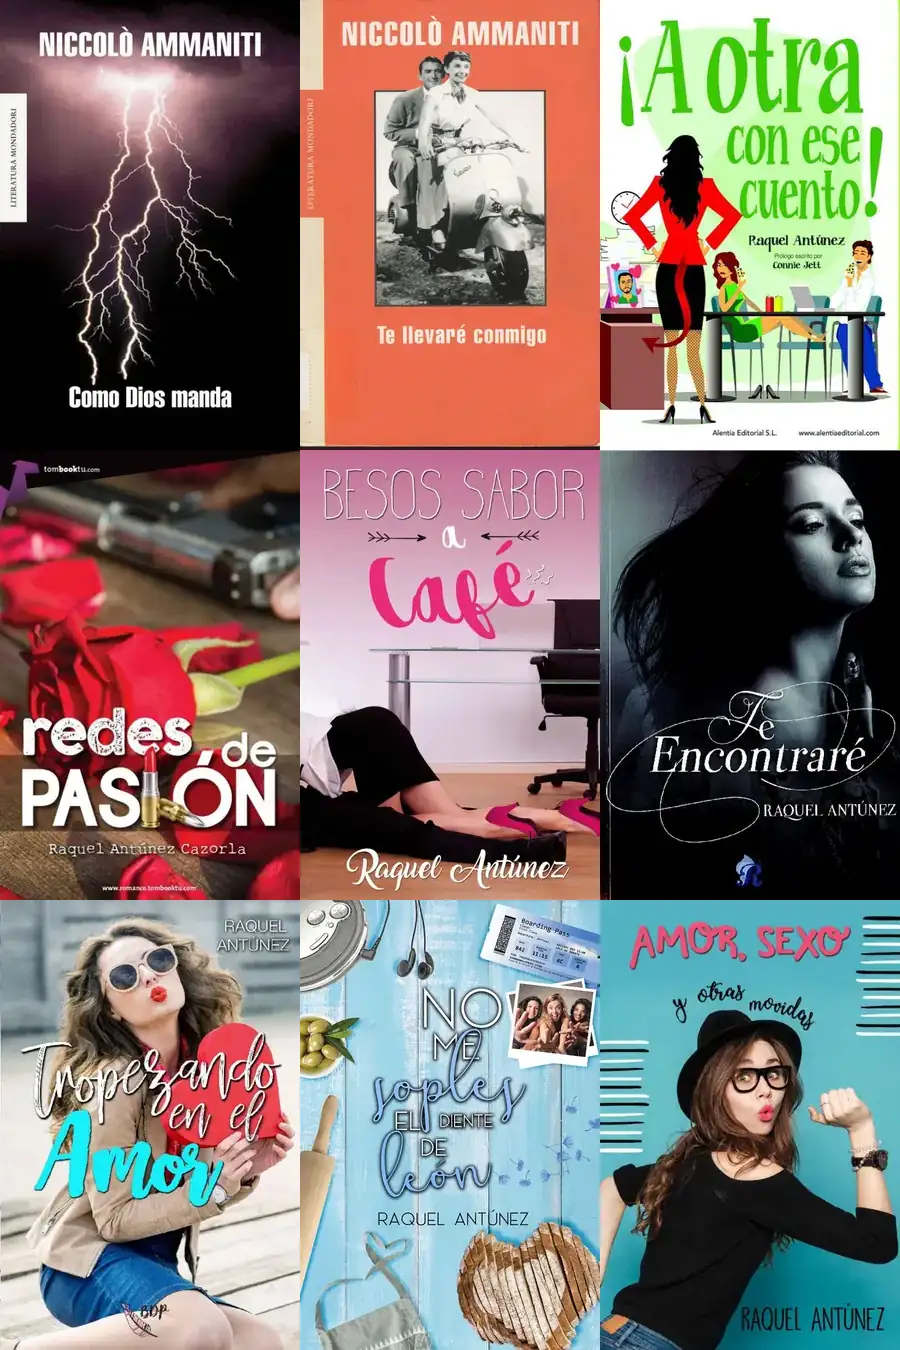 NICCOLÒ AMMANITI
LITERATURA MONDADORI
Como Dios manda
NICCOLÒ AMMANITI
LITERATURA MONDADORI
Te llevaré conmigo
¡A otra
con ese
cuento!
Raquel Antúnez
Prólogo escrito por
Connie Jett
Alentia Editorial S.L. www.alentiaeditorial.com
tombooktu.com
redes de
PASIÓN
Raquel Antúnez Cazorla
www.romance.tombooktu.com
BESOS SABOR
a
Café
Raquel Antúnez
Te
Encontraré
RAQUEL ANTÚNEZ
R
RAQUEL
ANTÚNEZ
Tropezando
en el
Amor
BDP
Boarding Pass
NO
ME
soples
EL DIENTE
DE
león
RAQUEL ANTÚNEZ
AMOR, SEXO
y otras movidas
RAQUEL ANTÚNEZ